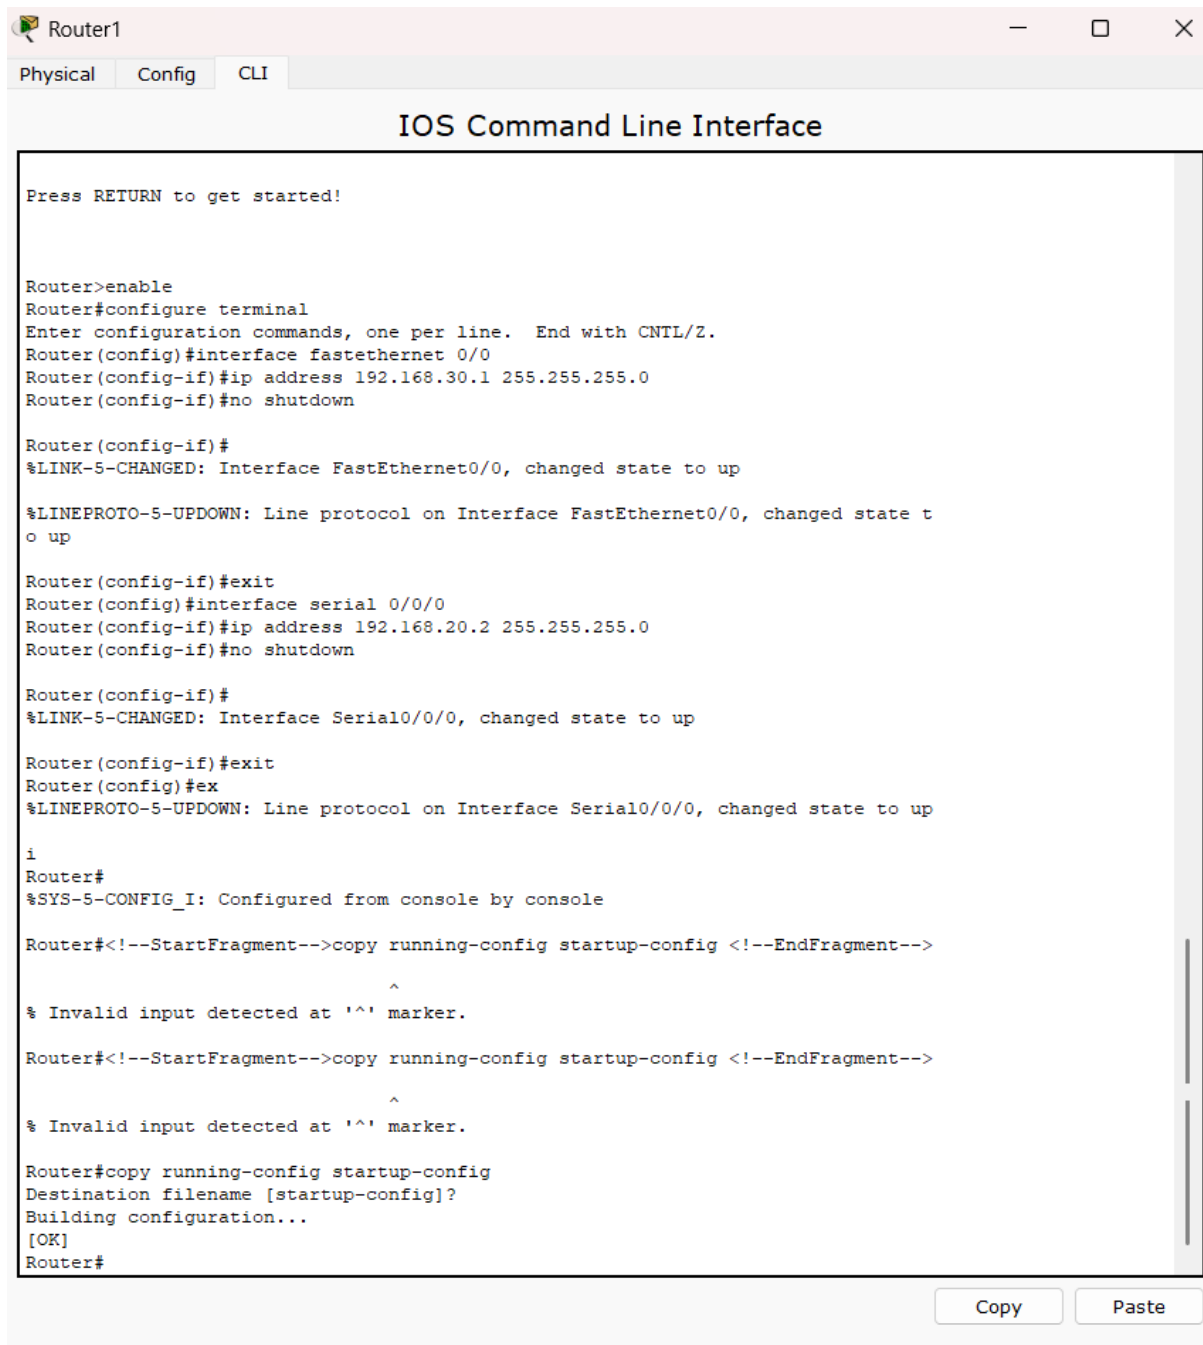 Router1
Physical Config CLI
IOS Command Line Interface
Press RETURN to get started!
Router>enable
Router#configure terminal
Enter configuration commands, one per line.  End with CNTL/Z.
Router(config)#interface fastethernet 0/0
Router(config-if)#ip address 192.168.30.1 255.255.255.0
Router(config-if)#no shutdown
Router(config-if)#
%LINK-5-CHANGED: Interface FastEthernet0/0, changed state to up
%LINEPROTO-5-UPDOWN: Line protocol on Interface FastEthernet0/0, changed state t
o up
Router(config-if)#exit
Router(config)#interface serial 0/0/0
Router(config-if)#ip address 192.168.20.2 255.255.255.0
Router(config-if)#no shutdown
Router(config-if)#
%LINK-5-CHANGED: Interface Serial0/0/0, changed state to up
Router(config-if)#exit
Router(config)#ex
%LINEPROTO-5-UPDOWN: Line protocol on Interface Serial0/0/0, changed state to up
i
Router#
%SYS-5-CONFIG_I: Configured from console by console
Router#<!--StartFragment-->copy running-config startup-config <!--EndFragment-->
^
% Invalid input detected at '^' marker.
Router#<!--StartFragment-->copy running-config startup-config <!--EndFragment-->
^
% Invalid input detected at '^' marker.
Router#copy running-config startup-config
Destination filename [startup-config]?
Building configuration...
[OK]
Router#
Copy Paste